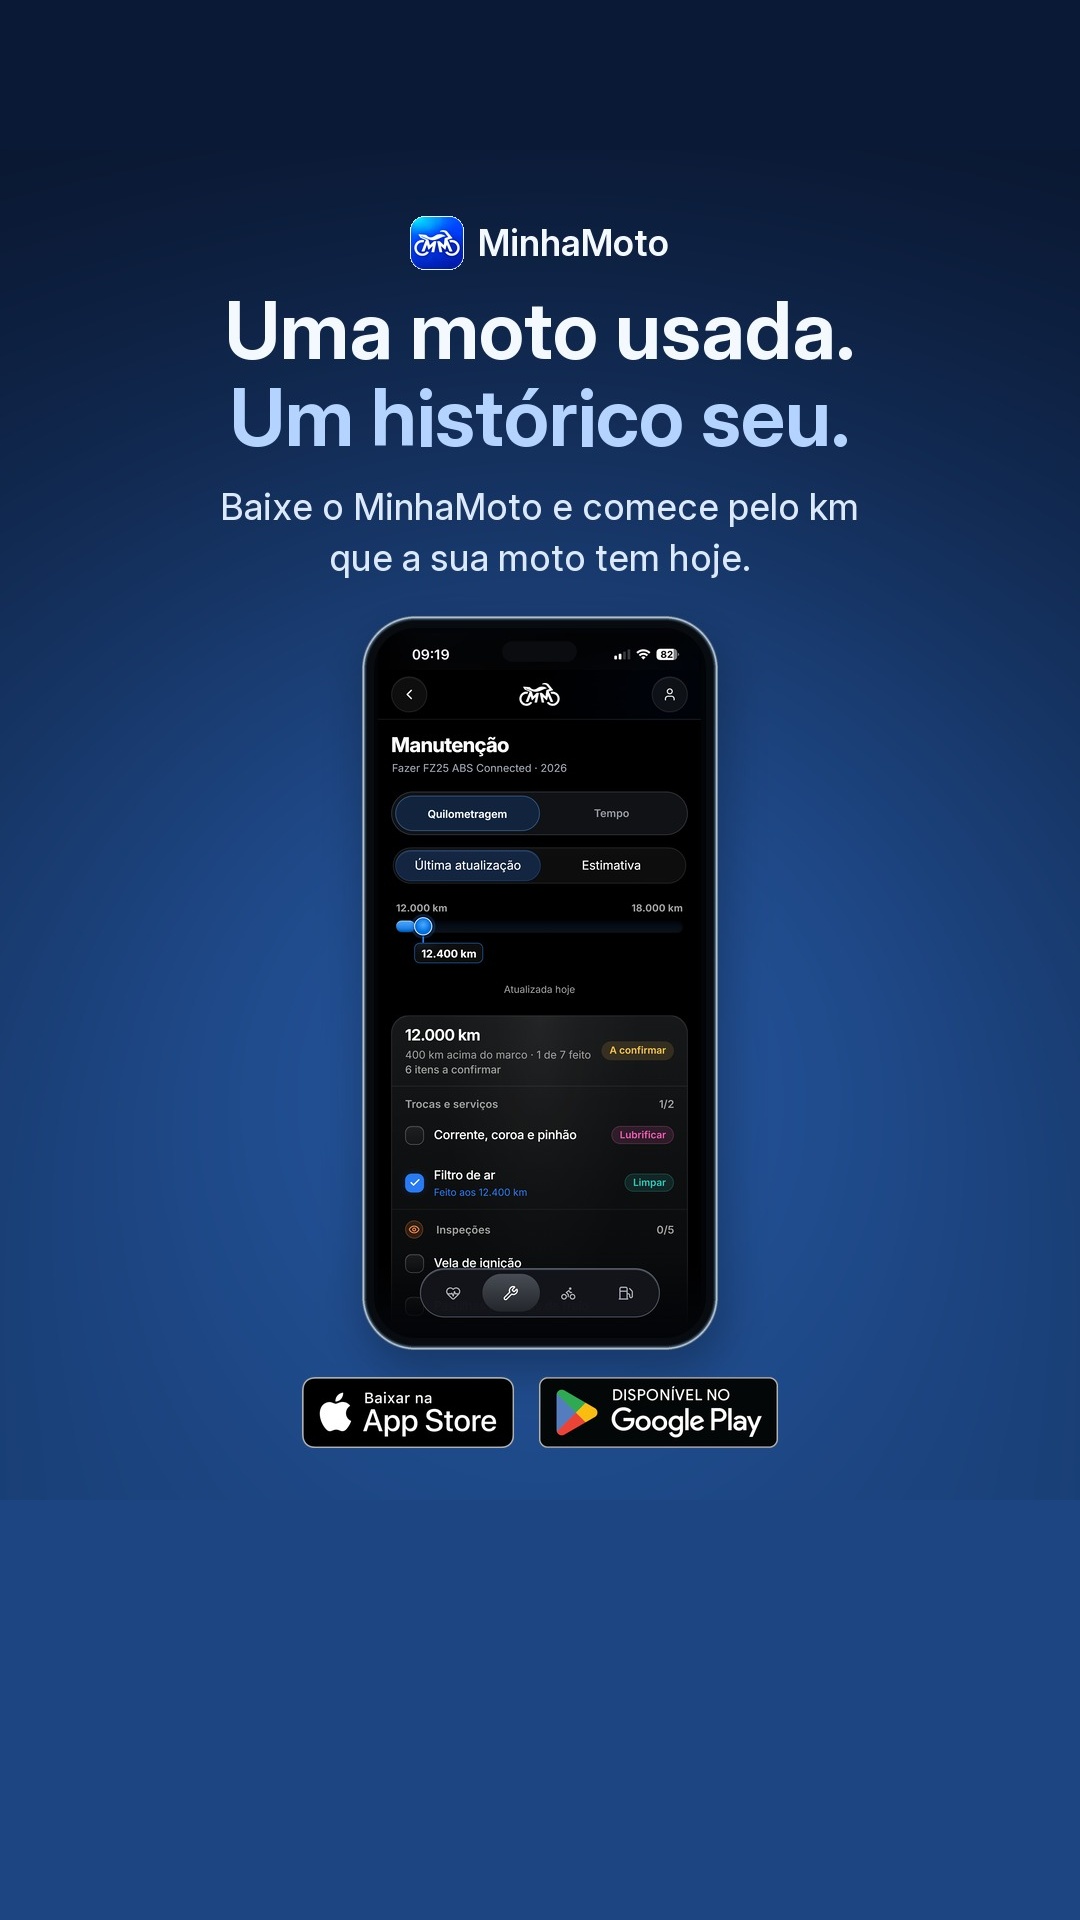 MinhaMoto
Uma moto usada.
Um histórico seu.
Baixe o MinhaMoto e comece pelo km
que a sua moto tem hoje.
09:19
82
MM
Manutenção
Fazer FZ25 ABS Connected · 2026
Quilometragem
Tempo
Última atualização
Estimativa
12.000 km
18.000 km
12.400 km
Atualizada hoje
12.000 km
400 km acima do marco · 1 de 7 feito
6 itens a confirmar
A confirmar
Trocas e serviços
1/2
Corrente, coroa e pinhão
Lubrificar
Filtro de ar
Feito aos 12.400 km
Limpar
Inspeções
0/5
Vela de ignição
Baixar na
App Store
DISPONÍVEL NO
Google Play